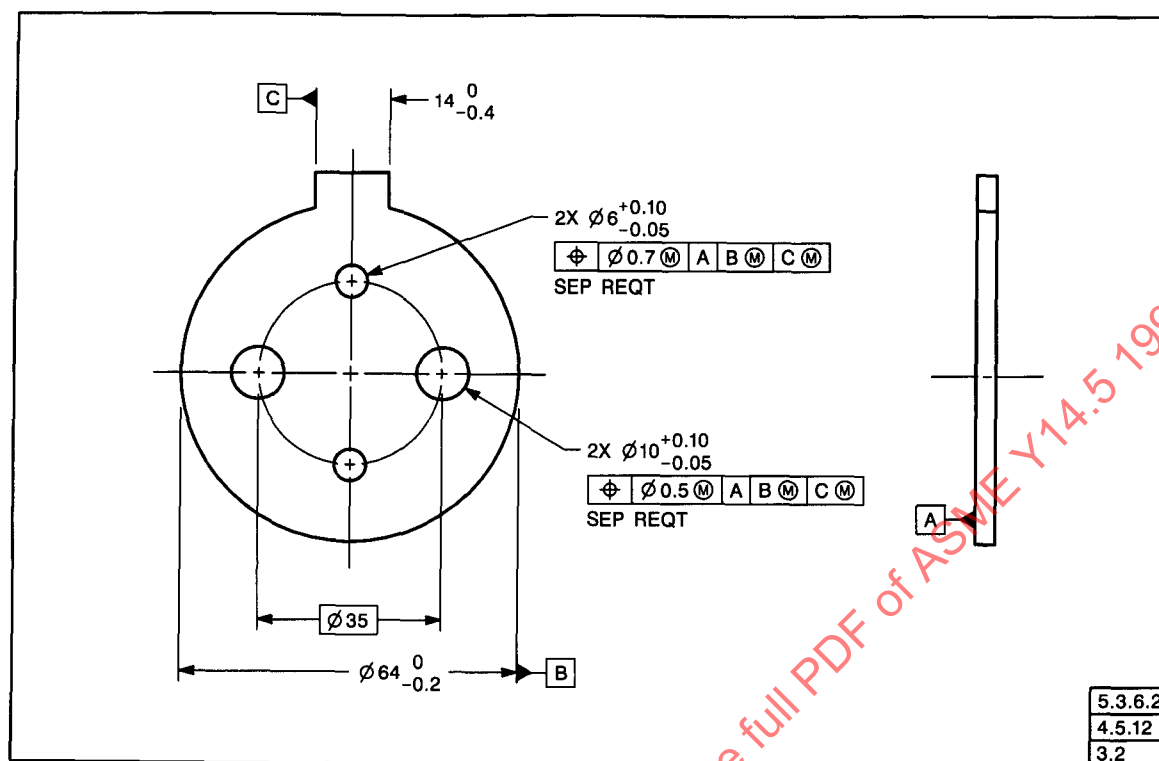 C
14 0 -0.4
2X Ø6 +0.10 -0.05
⌖ Ø0.7 Ⓜ A B Ⓜ C Ⓜ
SEP REQT
2X Ø10 +0.10 -0.05
⌖ Ø0.5 Ⓜ A B Ⓜ C Ⓜ
SEP REQT
A
Ø35
Ø64 0 -0.2
B
full PDF of ASME Y14.5
5.3.6.2
4.5.12
3.2